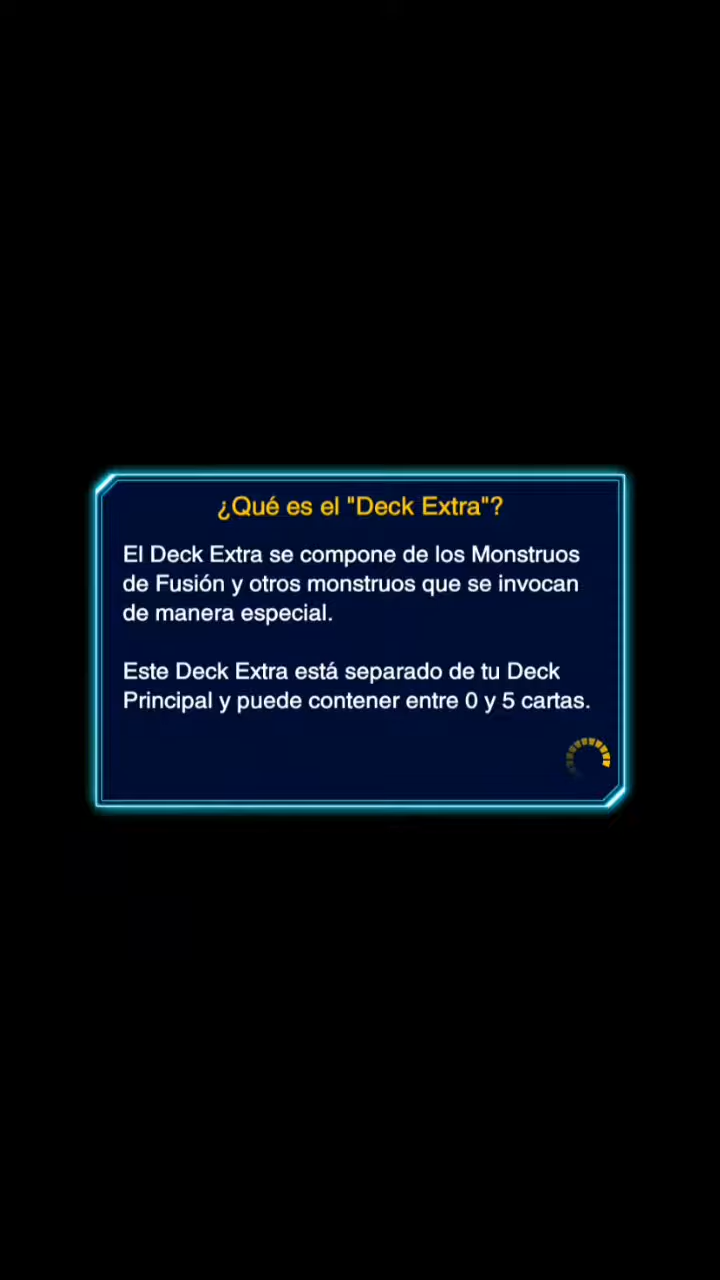 ¿Qué es el "Deck Extra"?
El Deck Extra se compone de los Monstruos
de Fusión y otros monstruos que se invocan
de manera especial.
Este Deck Extra está separado de tu Deck
Principal y puede contener entre 0 y 5 cartas.